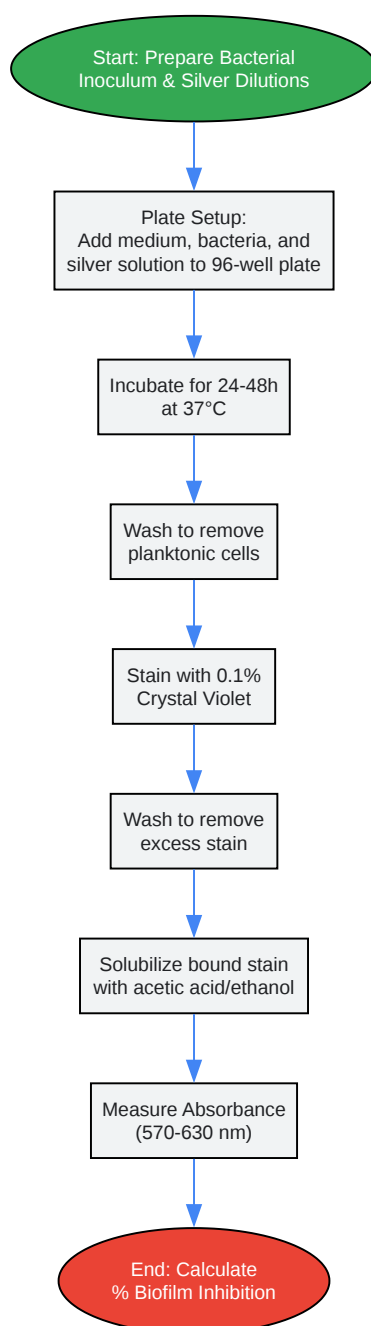 Start: Prepare Bacterial
Inoculum & Silver Dilutions
Plate Setup:
Add medium, bacteria, and
silver solution to 96-well plate
Incubate for 24-48h
at 37°C
Wash to remove
planktonic cells
Stain with 0.1%
Crystal Violet
Wash to remove
excess stain
Solubilize bound stain
with acetic acid/ethanol
Measure Absorbance
(570-630 nm)
End: Calculate
% Biofilm Inhibition